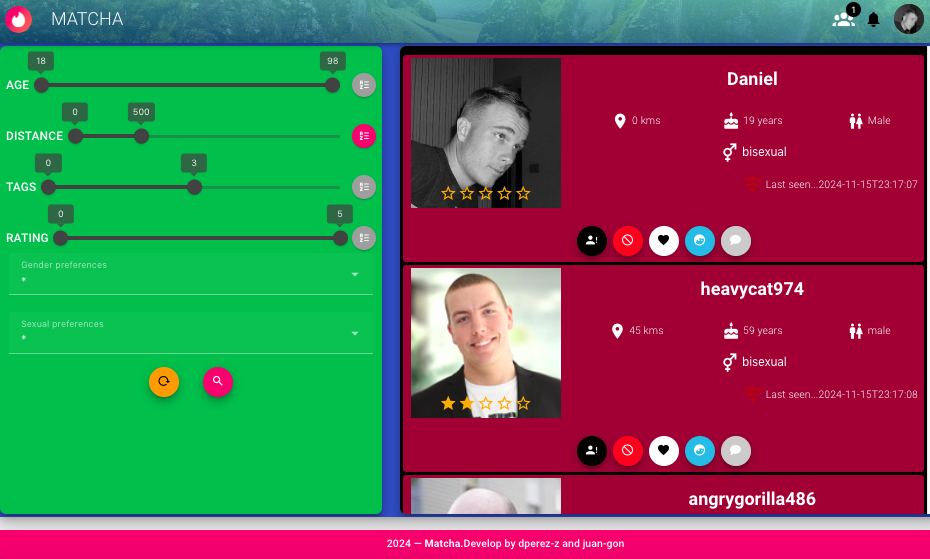 MATCHA
1
18
98
AGE
0
500
DISTANCE
0
3
TAGS
0
5
RATING
Gender preferences
*
Sexual preferences
*
Daniel
0 kms
19 years
Male
bisexual
Last seen...2024-11-15T23:17:07
heavycat974
45 kms
59 years
male
bisexual
Last seen...2024-11-15T23:17:08
angrygorilla486
2024 — Matcha.Develop by dperez-z and juan-gon